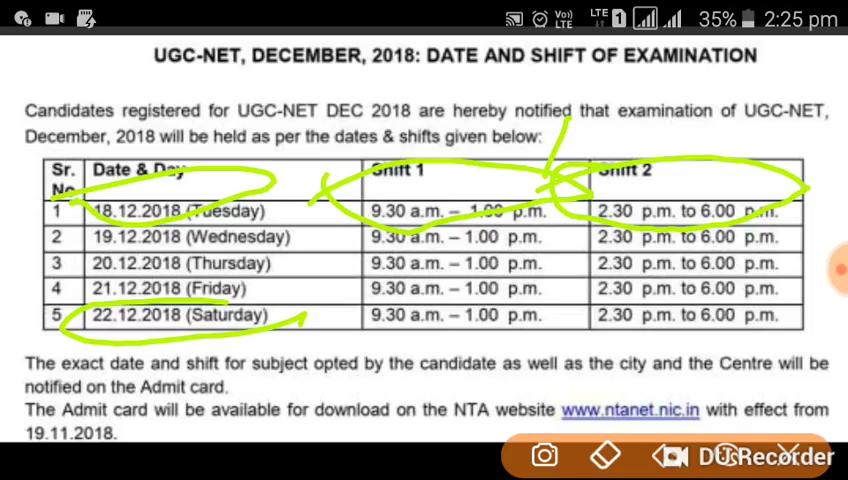 Vo)
LTE
LTE 1 35% 2:25 pm
UGC-NET, DECEMBER, 2018: DATE AND SHIFT OF EXAMINATION
Candidates registered for UGC-NET DEC 2018 are hereby notified that examination of UGC-NET,
December, 2018 will be held as per the dates & shifts given below:
Sr. No Date & Day Shift 1 Shift 2
1 18.12.2018 (Tuesday) 9.30 a.m. – 1.00 p.m. 2.30 p.m. to 6.00 p.m.
2 19.12.2018 (Wednesday) 9.30 a.m. – 1.00 p.m. 2.30 p.m. to 6.00 p.m.
3 20.12.2018 (Thursday) 9.30 a.m. – 1.00 p.m. 2.30 p.m. to 6.00 p.m.
4 21.12.2018 (Friday) 9.30 a.m. – 1.00 p.m. 2.30 p.m. to 6.00 p.m.
5 22.12.2018 (Saturday) 9.30 a.m. – 1.00 p.m. 2.30 p.m. to 6.00 p.m.
The exact date and shift for subject opted by the candidate as well as the city and the Centre will be
notified on the Admit card.
The Admit card will be available for download on the NTA website www.ntanet.nic.in with effect from
19.11.2018.
DU Recorder